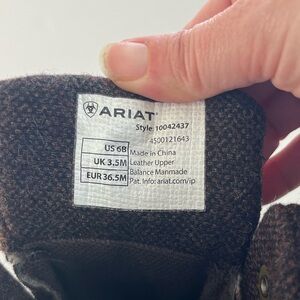 ARIAT
Style: 10042437
4500121643
US 6B
UK 3.5M
EUR 36.5M
Made in China
Leather Upper
Balance Manmade
Pat. Info: ariat.com/ip